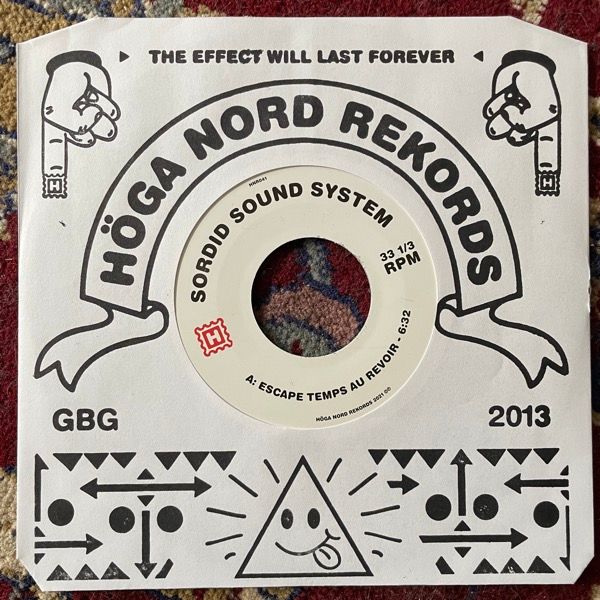 THE EFFECT WILL LAST FOREVER
H
H
HÖGA NORD REKORDS
HNR041
SORDID SOUND SYSTEM
33 1/3
RPM
H
A: ESCAPE TEMPS AU REVOIR - 6:32
HÖGA NORD REKORDS 2021 ©℗
GBG
2013